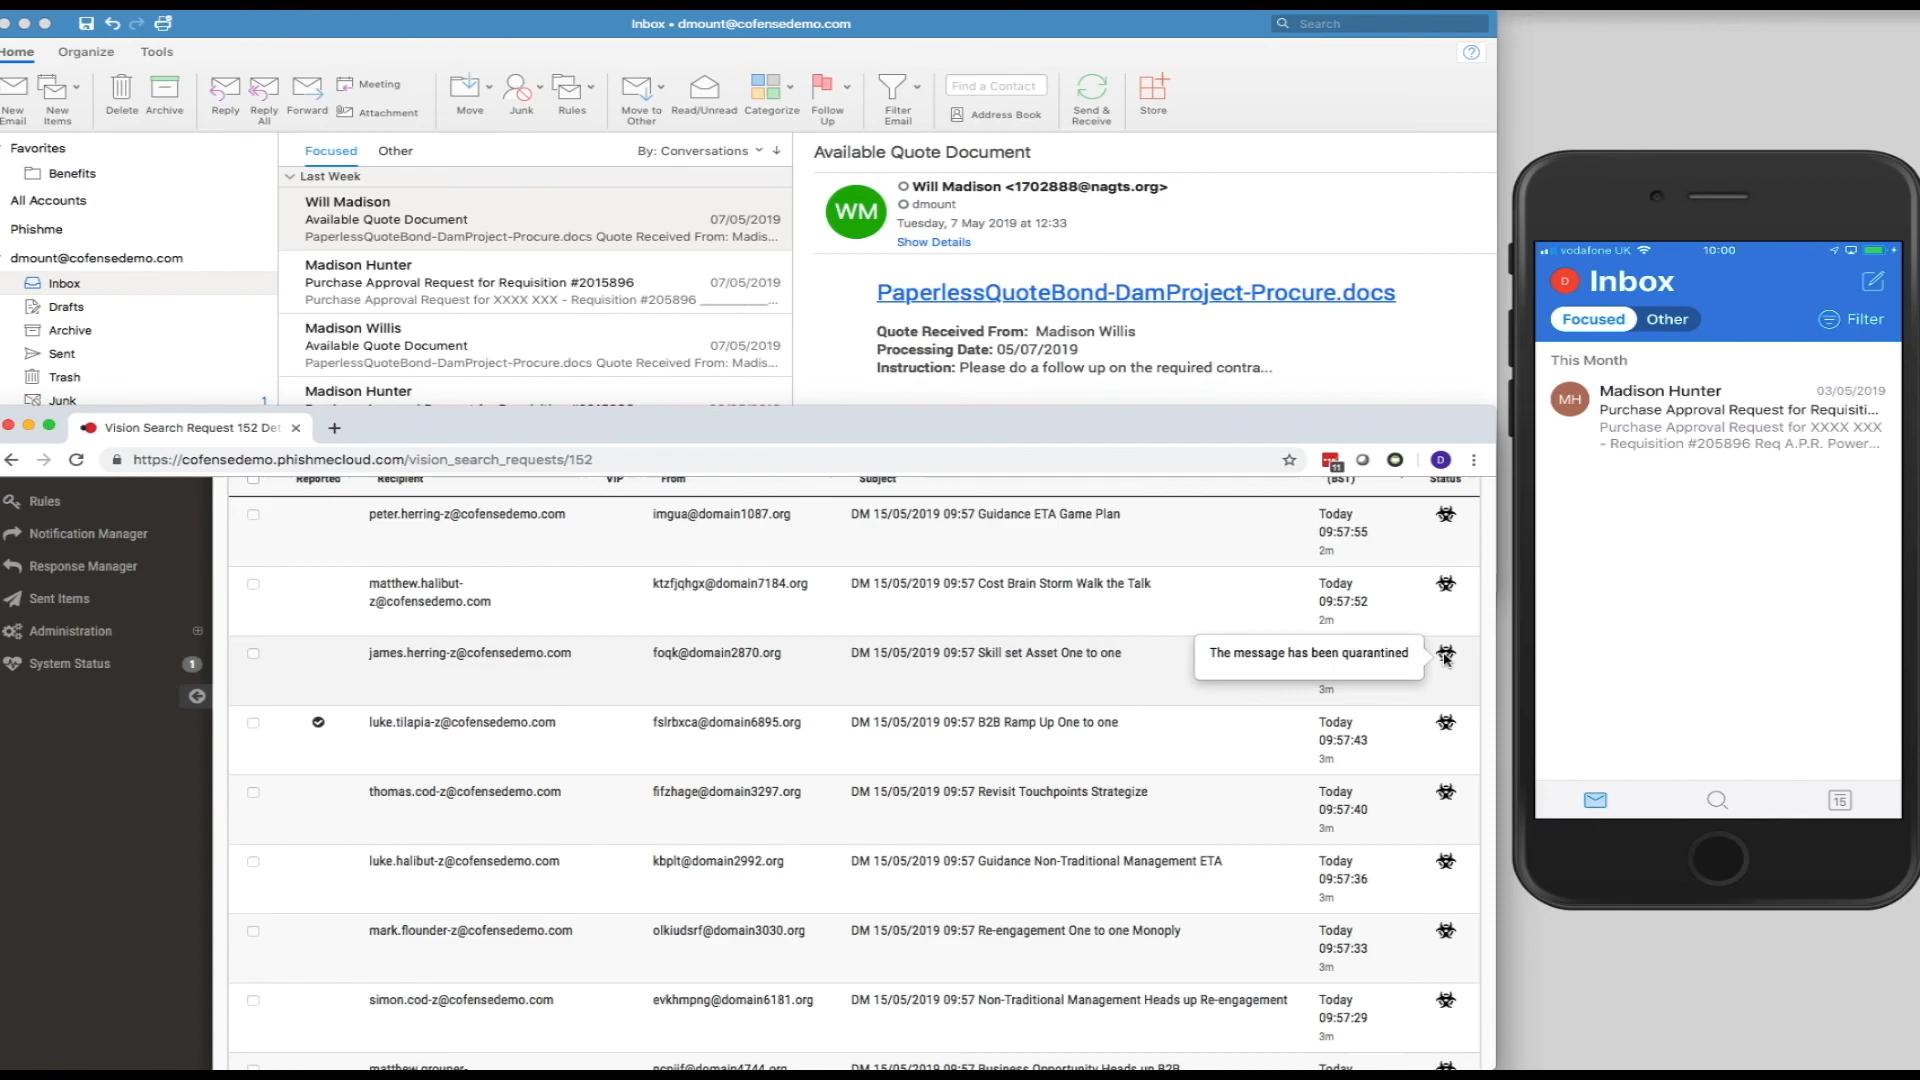 Inbox • dmount@cofensedemo.com
Search
Home
Organize
Tools
New Email
New Items
Delete
Archive
Reply
Reply All
Forward
Meeting
Attachment
Move
Junk
Rules
Move to Other
Read/Unread
Categorize
Follow Up
Filter Email
Find a Contact
Address Book
Send & Receive
Store
Favorites
Benefits
All Accounts
Phishme
dmount@cofensedemo.com
Inbox
Drafts
Archive
Sent
Trash
Junk 1
Focused Other By: Conversations
Last Week
Will Madison
Available Quote Document 07/05/2019
PaperlessQuoteBond-DamProject-Procure.docs Quote Received From: Madis...
Madison Hunter
Purchase Approval Request for Requisition #2015896 07/05/2019
Purchase Approval Request for XXXX XXX - Requisition #205896 __________...
Madison Willis
Available Quote Document 07/05/2019
PaperlessQuoteBond-DamProject-Procure.docs Quote Received From: Madis...
Madison Hunter
Available Quote Document
WM
Will Madison <1702888@nagts.org>
dmount
Tuesday, 7 May 2019 at 12:33
Show Details
PaperlessQuoteBond-DamProject-Procure.docs
Quote Received From: Madison Willis
Processing Date: 05/07/2019
Instruction: Please do a follow up on the required contra...
Vision Search Request 152 Det
https://cofensedemo.phishmecloud.com/vision_search_requests/152
11
D
Rules
Notification Manager
Response Manager
Sent Items
Administration
System Status 1
Reported Recipient VIP From Subject (BST) Status
peter.herring-z@cofensedemo.com imgua@domain1087.org DM 15/05/2019 09:57 Guidance ETA Game Plan Today
09:57:55
2m
matthew.halibut- ktzfjqhgx@domain7184.org DM 15/05/2019 09:57 Cost Brain Storm Walk the Talk Today
z@cofensedemo.com 09:57:52
2m
james.herring-z@cofensedemo.com foqk@domain2870.org DM 15/05/2019 09:57 Skill set Asset One to one The message has been quarantined
3m
luke.tilapia-z@cofensedemo.com fslrbxca@domain6895.org DM 15/05/2019 09:57 B2B Ramp Up One to one Today
09:57:43
3m
thomas.cod-z@cofensedemo.com fifzhage@domain3297.org DM 15/05/2019 09:57 Revisit Touchpoints Strategize Today
09:57:40
3m
luke.halibut-z@cofensedemo.com kbplt@domain2992.org DM 15/05/2019 09:57 Guidance Non-Traditional Management ETA Today
09:57:36
3m
mark.flounder-z@cofensedemo.com olkiudsrf@domain3030.org DM 15/05/2019 09:57 Re-engagement One to one Monoply Today
09:57:33
3m
simon.cod-z@cofensedemo.com evkhmpng@domain6181.org DM 15/05/2019 09:57 Non-Traditional Management Heads up Re-engagement Today
09:57:29
3m
matthew.grouper- DM 15/05/2019 09:57 Business Opportunity Heads up B2B Today
vodafone UK 10:00
D Inbox
Focused Other Filter
This Month
MH
Madison Hunter 03/05/2019
Purchase Approval Request for Requisiti...
Purchase Approval Request for XXXX XXX
- Requisition #205896 Req A.P.R. Power...
15